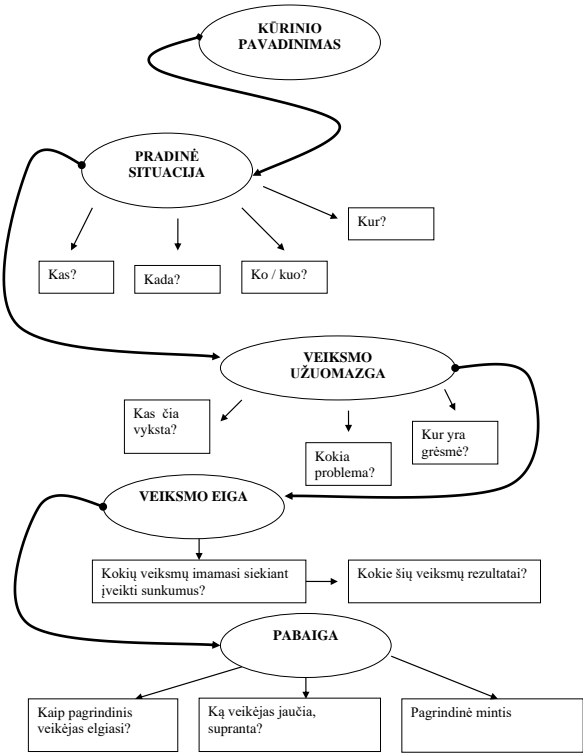 KŪRINIO
PAVADINIMAS
PRADINĖ
SITUACIJA
Kur?
Kas?
Kada?
Ko / kuo?
VEIKSMO
UŽUOMAZGA
Kas čia
vyksta?
Kokia
problema?
Kur yra
grėsmė?
VEIKSMO EIGA
Kokių veiksmų imamasi siekiant
įveikti sunkumus?
Kokie šių veiksmų rezultatai?
PABAIGA
Kaip pagrindinis
veikėjas elgiasi?
Ką veikėjas jaučia,
supranta?
Pagrindinė mintis